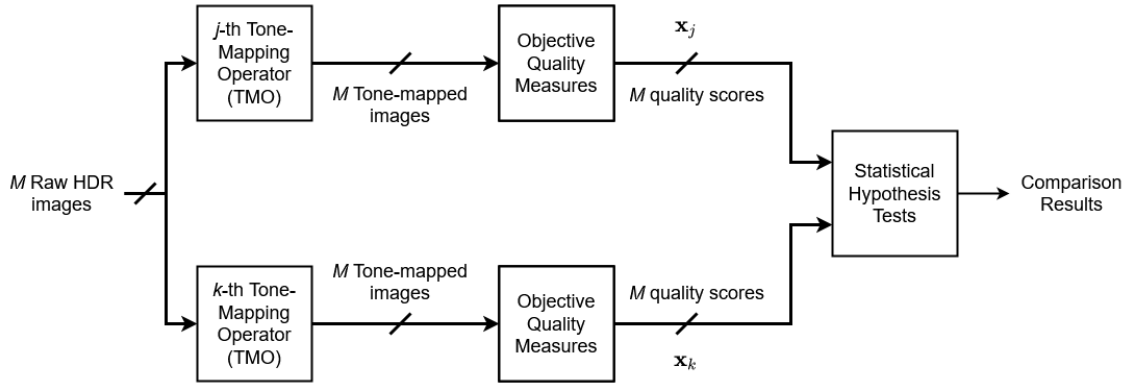 j-th Tone-
Mapping
Operator
(TMO)
M Tone-mapped
images
Objective
Quality
Measures
x_j
M quality scores
M Raw HDR
images
Statistical
Hypothesis
Tests
Comparison
Results
k-th Tone-
Mapping
Operator
(TMO)
M Tone-mapped
images
Objective
Quality
Measures
M quality scores
x_k